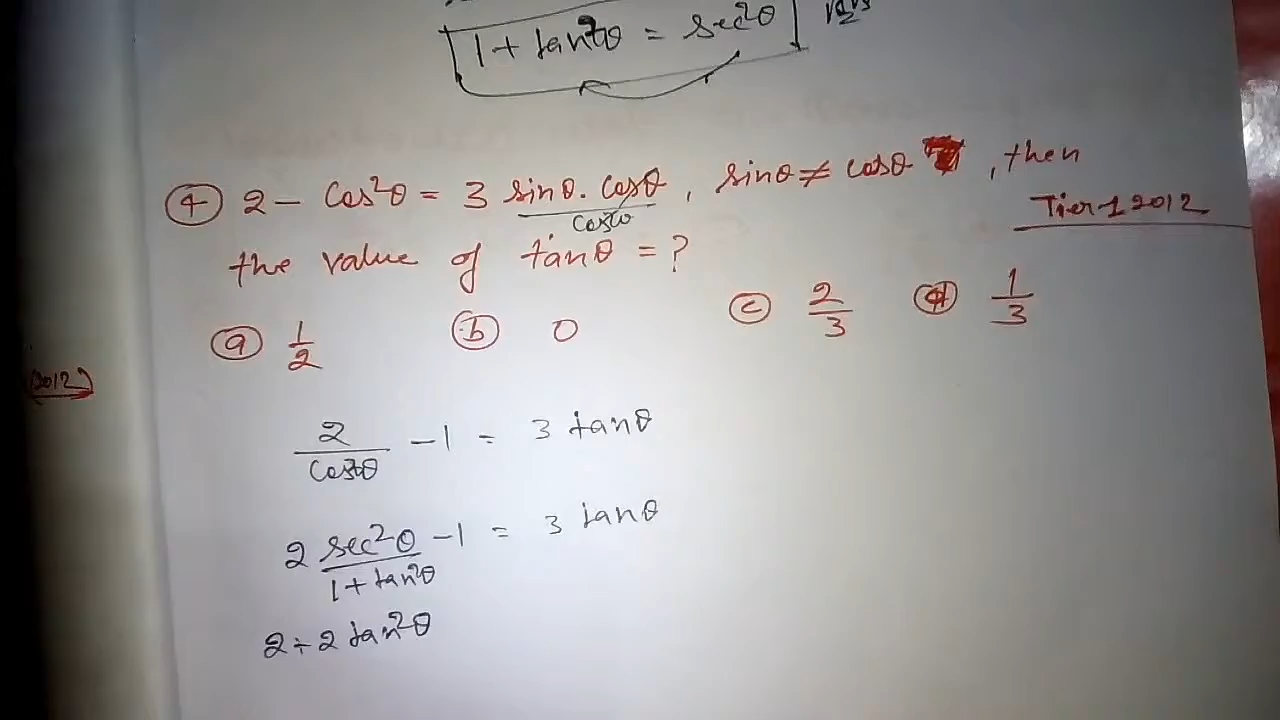 1 + tan²θ = sec²θ
④ 2 - cos²θ = 3 sinθ. cosθ, sinθ ≠ cosθ, then
cos²θ
Tier-1 2012
the value of tanθ = ?
ⓐ 1/2 ⓑ 0 ⓒ 2/3 ⓓ 1/3
2012)
2/cos²θ - 1 = 3 tanθ
2 sec²θ - 1 = 3 tanθ
1 + tan²θ
2 + 2 tan²θ